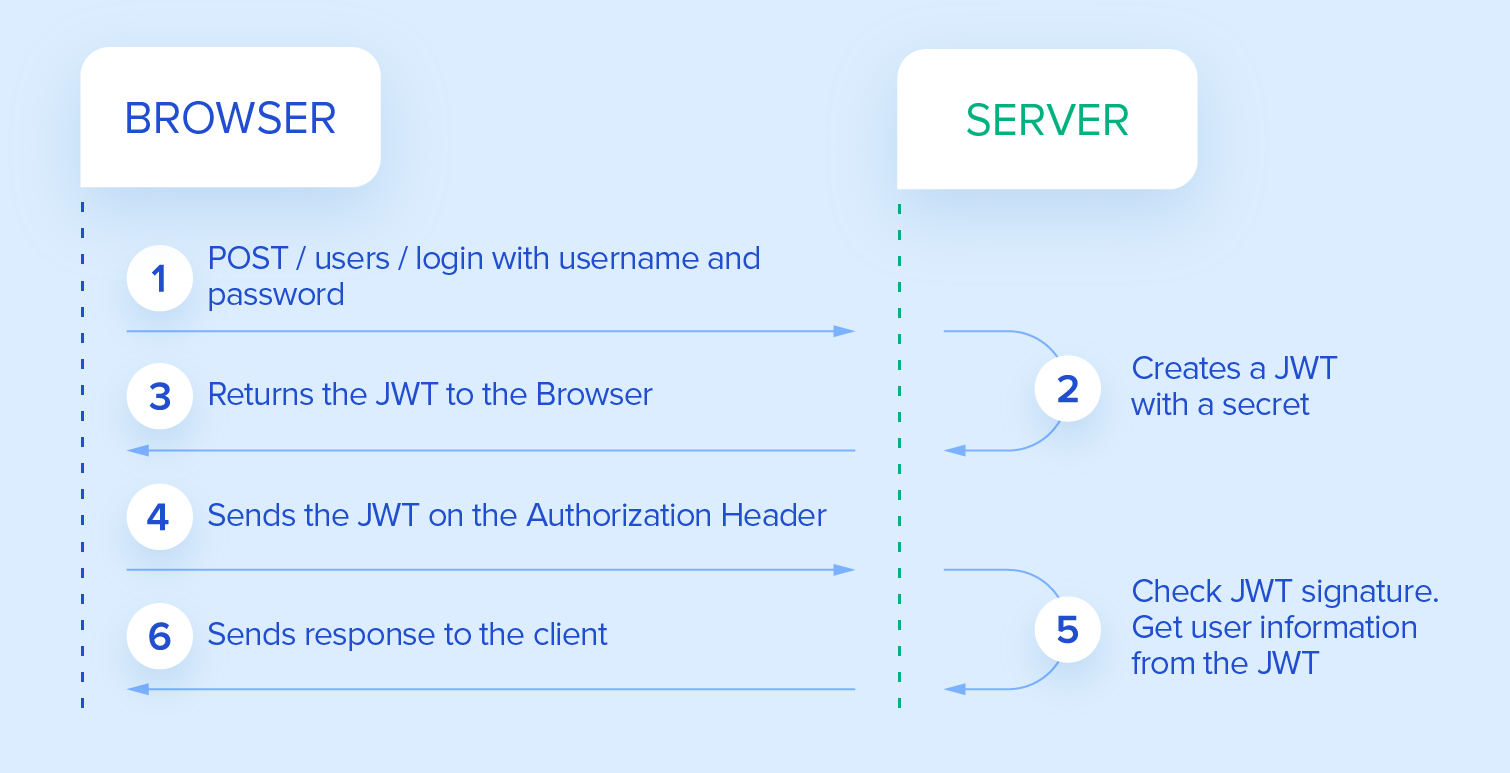 BROWSER
SERVER
1
POST / users / login with username and
password
2
Creates a JWT
with a secret
3
Returns the JWT to the Browser
4
Sends the JWT on the Authorization Header
5
Check JWT signature.
Get user information
from the JWT
6
Sends response to the client